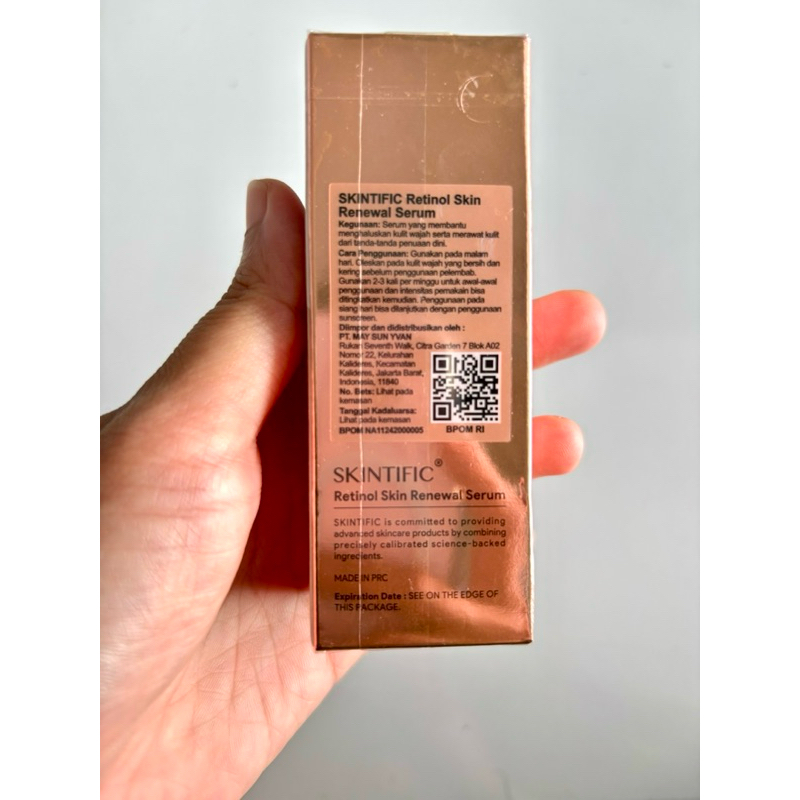 SKINTIFIC Retinol Skin
Renewal Serum
Kegunaan: Serum yang membantu
menghaluskan kulit wajah serta merawat kulit
dari tanda-tanda penuaan dini.
Cara Penggunaan: Gunakan pada malam
hari. Oleskan pada kulit wajah yang bersih dan
kering sebelum penggunaan pelembab.
Gunakan 2-3 kali per minggu untuk awal-awal
penggunaan dan intensitas pemakain bisa
ditingkatkan kemudian. Penggunaan pada
siang hari bisa dilanjutkan dengan penggunaan
sunscreen.
Diimpor dan didistribusikan oleh :
PT. MAY SUN YVAN
Rukan Seventh Walk, Citra Garden 7 Blok A02
Nomor 22, Kelurahan
Kalideres, Kecamatan
Kalideres, Jakarta Barat,
Indonesia, 11840
No. Bets: Lihat pada
kemasan
Tanggal Kadaluarsa:
Lihat pada kemasan
BPOM NA11242000005 BPOM RI
SKINTIFIC®
Retinol Skin Renewal Serum
SKINTIFIC is committed to providing
advanced skincare products by combining
precisely calibrated science-backed
ingredients.
MADE IN PRC
Expiration Date : SEE ON THE EDGE OF
THIS PACKAGE.